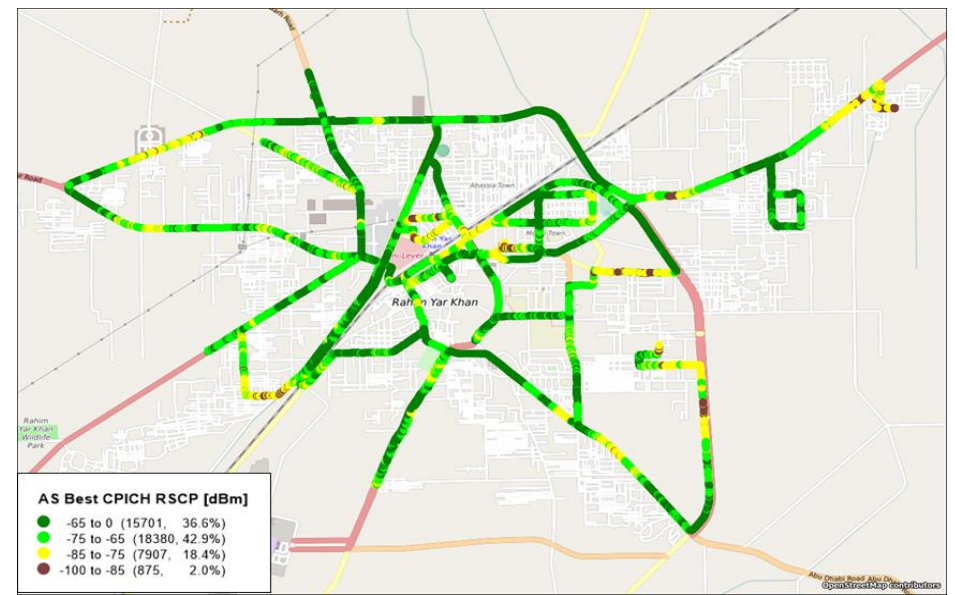 Abassia Town
Rahim Yar Khan
Rahim
Yar Khan
Wildlife
Park
AS Best CPICH RSCP [dBm]
-65 to 0 (15701, 36.6%)
-75 to -65 (18380, 42.9%)
-85 to -75 (7907, 18.4%)
-100 to -85 (875, 2.0%)
Abu Dhabi Road Abu Dh
OpenStreetMap contributors